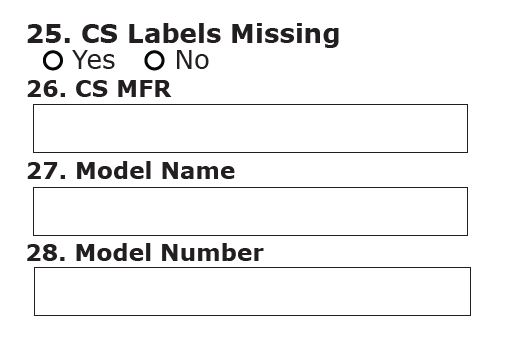 25. CS Labels Missing
Yes No
26. CS MFR
27. Model Name
28. Model Number